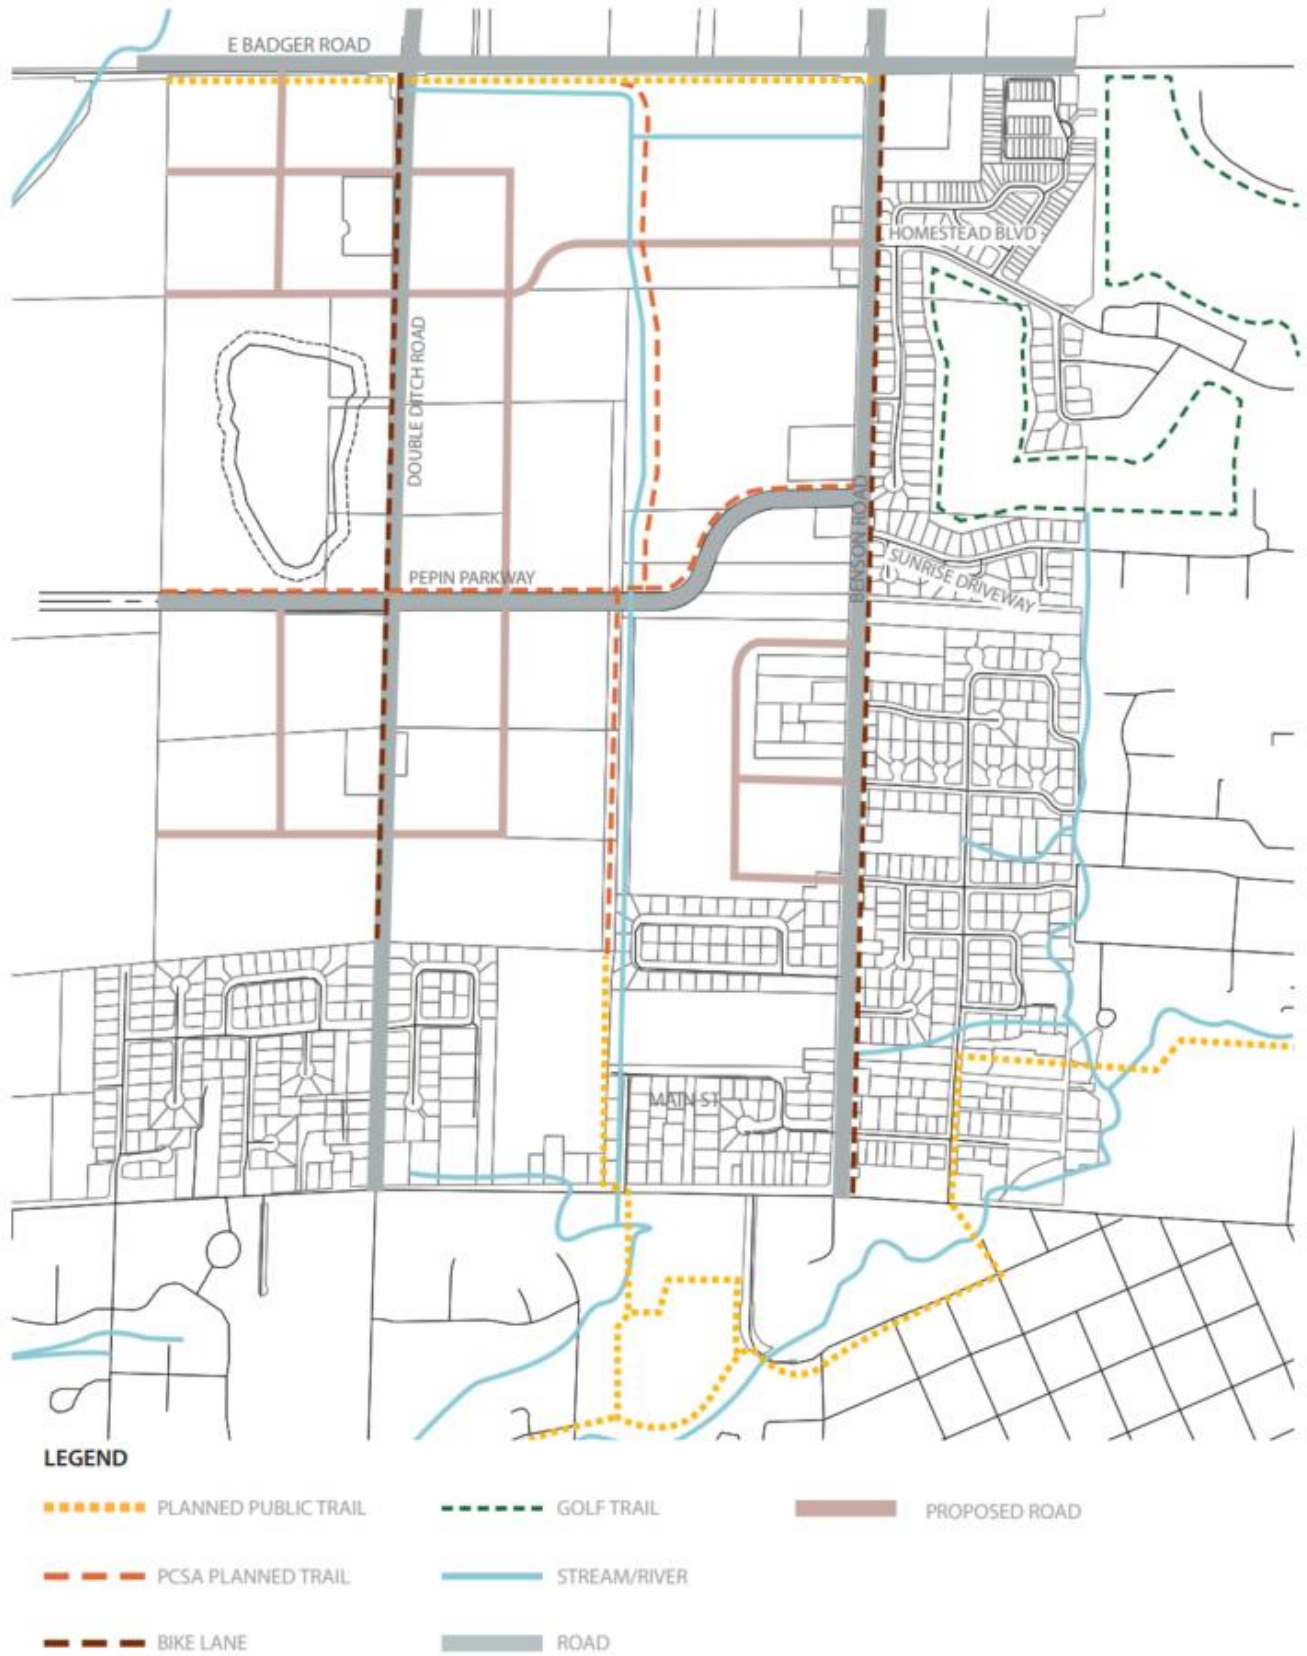 E BADGER ROAD
HOMESTEAD BLVD
DOUBLE DITCH ROAD
BENSON ROAD
PEPIN PARKWAY
SUNRISE DRIVEWAY
MAIN ST
LEGEND
PLANNED PUBLIC TRAIL
GOLF TRAIL
PROPOSED ROAD
PCSA PLANNED TRAIL
STREAM/RIVER
BIKE LANE
ROAD